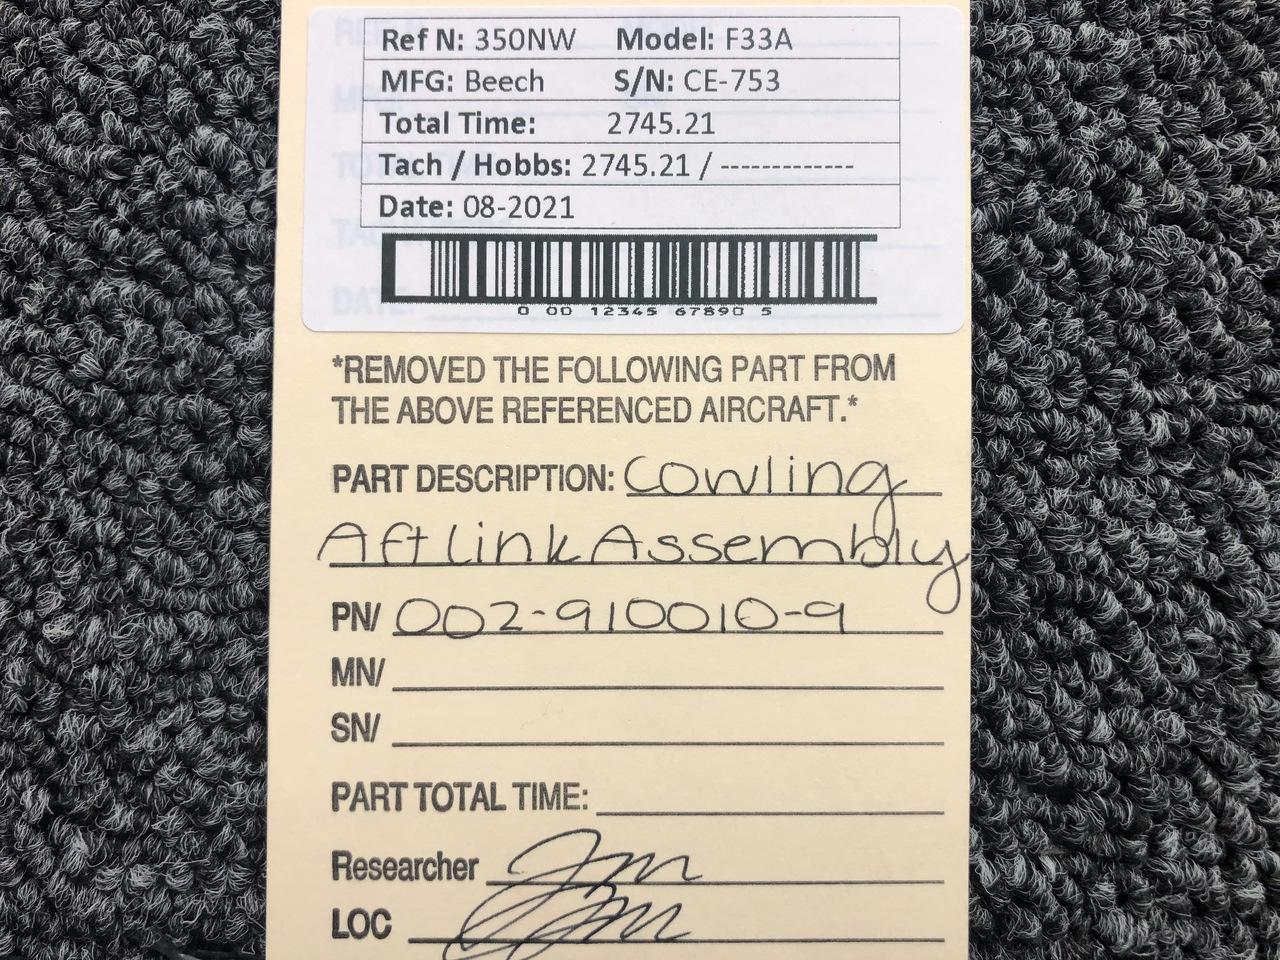 Ref N: 350NW Model: F33A
MFG: Beech S/N: CE-753
Total Time: 2745.21
Tach / Hobbs: 2745.21 / -------------
Date: 08-2021
0 00 12345 67890 5
*REMOVED THE FOLLOWING PART FROM
THE ABOVE REFERENCED AIRCRAFT.*
PART DESCRIPTION: Cowling
Aft Link Assembly
PN/ 002-910010-9
MN/
SN/
PART TOTAL TIME:
Researcher
LOC